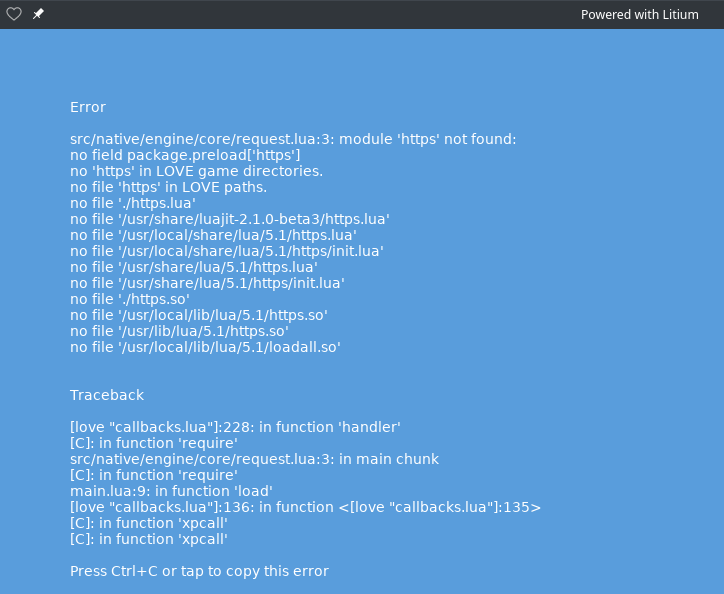 Powered with Litium
Error
src/native/engine/core/request.lua:3: module 'https' not found:
no field package.preload['https']
no 'https' in LOVE game directories.
no file 'https' in LOVE paths.
no file './https.lua'
no file '/usr/share/luajit-2.1.0-beta3/https.lua'
no file '/usr/local/share/lua/5.1/https.lua'
no file '/usr/local/share/lua/5.1/https/init.lua'
no file '/usr/share/lua/5.1/https.lua'
no file '/usr/share/lua/5.1/https/init.lua'
no file './https.so'
no file '/usr/local/lib/lua/5.1/https.so'
no file '/usr/lib/lua/5.1/https.so'
no file '/usr/local/lib/lua/5.1/loadall.so'
Traceback
[love "callbacks.lua"]:228: in function 'handler'
[C]: in function 'require'
src/native/engine/core/request.lua:3: in main chunk
[C]: in function 'require'
main.lua:9: in function 'load'
[love "callbacks.lua"]:136: in function <[love "callbacks.lua"]:135>
[C]: in function 'xpcall'
[C]: in function 'xpcall'
Press Ctrl+C or tap to copy this error